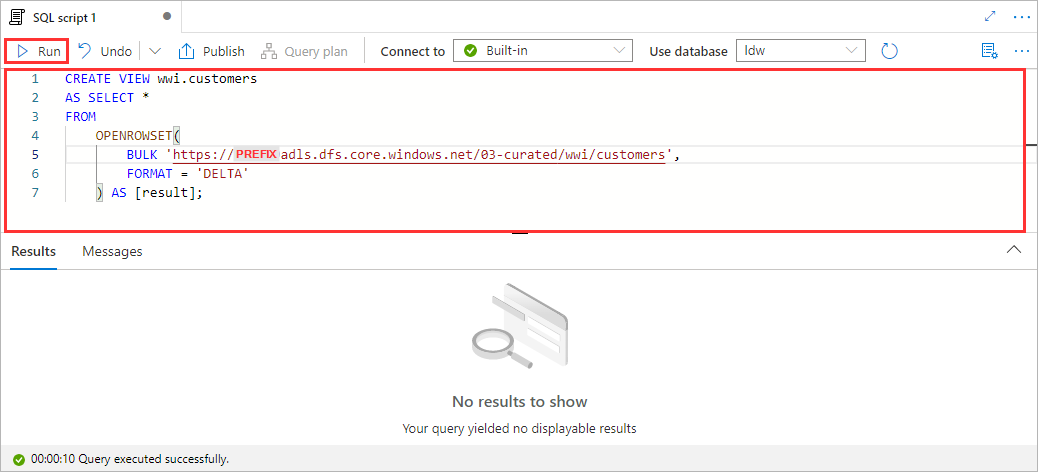 SQL script 1
Run Undo Publish Query plan Connect to Built-in Use database ldw
1 CREATE VIEW wwi.customers
2 AS SELECT *
3 FROM
4 OPENROWSET(
5 BULK 'https://PREFIXadls.dfs.core.windows.net/03-curated/wwi/customers',
6 FORMAT = 'DELTA'
7 ) AS [result];
Results Messages
No results to show
Your query yielded no displayable results
00:00:10 Query executed successfully.